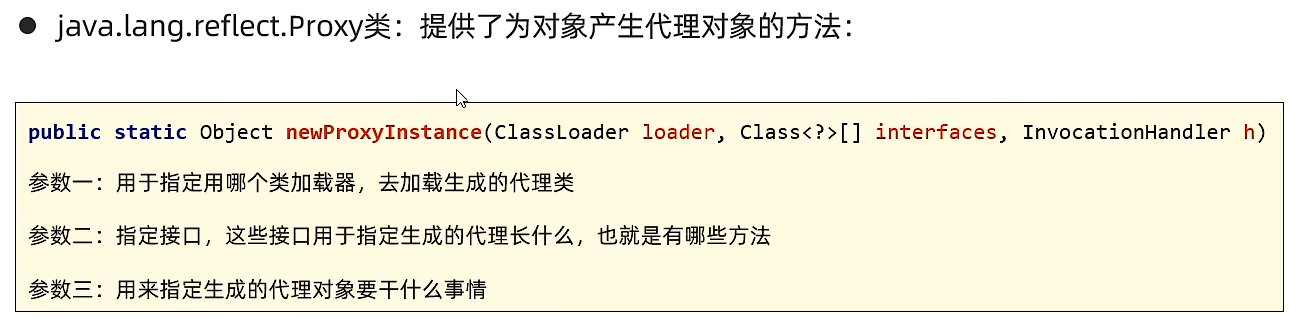 ● java.lang.reflect.Proxy类：提供了为对象产生代理对象的方法：
public static Object newProxyInstance(ClassLoader loader, Class<?>[] interfaces, InvocationHandler h)
参数一：用于指定用哪个类加载器，去加载生成的代理类
参数二：指定接口，这些接口用于指定生成的代理长什么，也就是有哪些方法
参数三：用来指定生成的代理对象要干什么事情